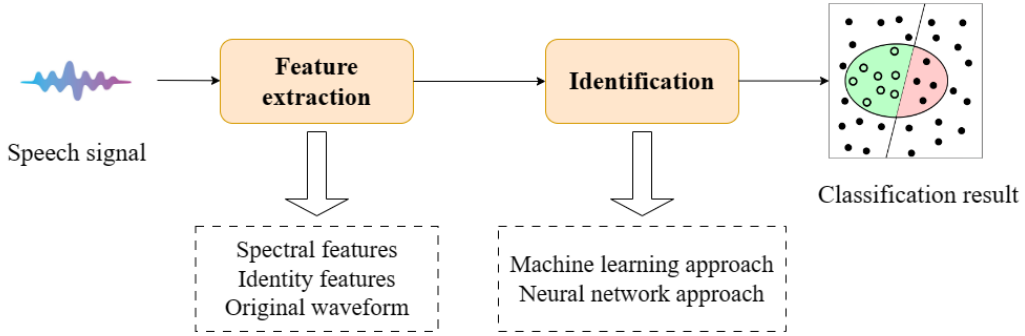 Feature
extraction
Identification
Speech signal
Classification result
Spectral features
Identity features
Original waveform
Machine learning approach
Neural network approach